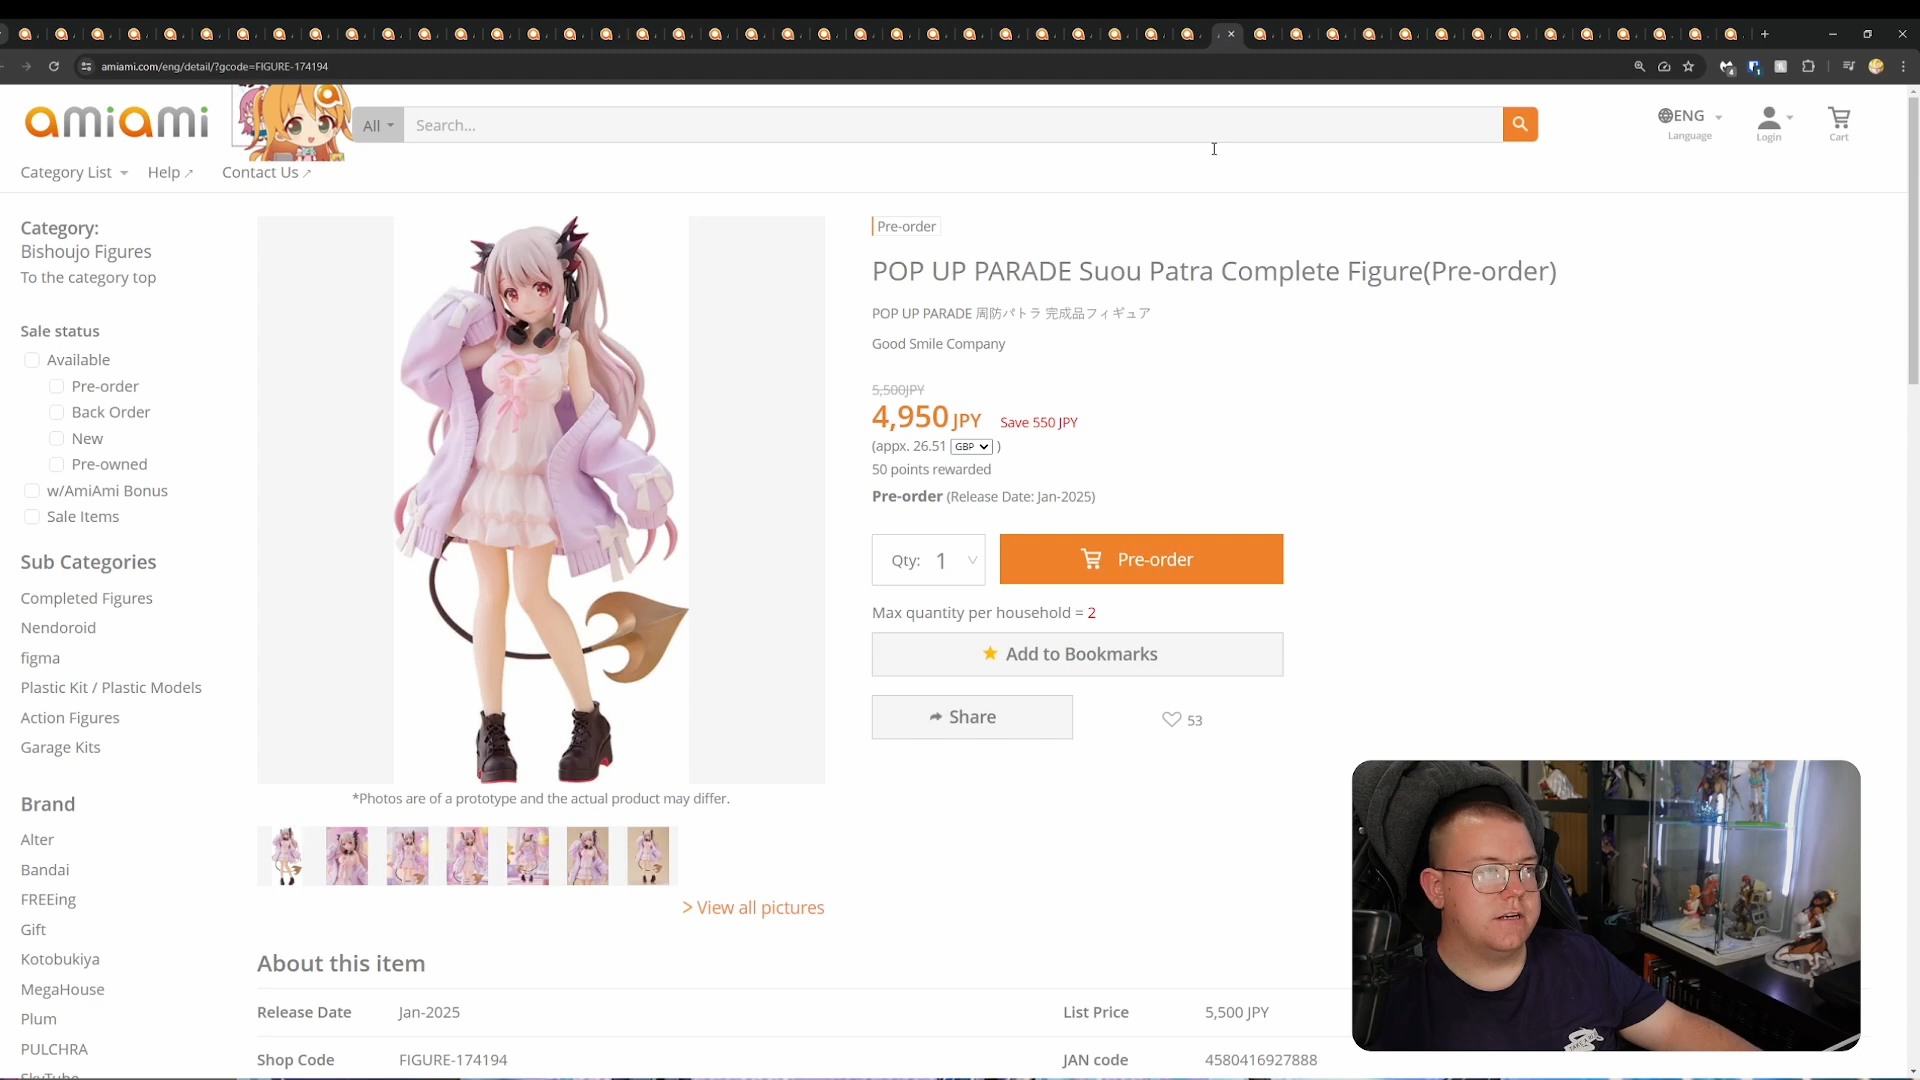 amiami.com/eng/detail/?gcode=FIGURE-174194
amiami
All
Search...
ENG
Language
Login
Cart
Category List
Help
Contact Us
Category:
Bishoujo Figures
To the category top
Sale status
Available
Pre-order
Back Order
New
Pre-owned
w/AmiAmi Bonus
Sale Items
Sub Categories
Completed Figures
Nendoroid
figma
Plastic Kit / Plastic Models
Action Figures
Garage Kits
Brand
Alter
Bandai
FREEing
Gift
Kotobukiya
MegaHouse
Plum
PULCHRA
SkyTube
*Photos are of a prototype and the actual product may differ.
> View all pictures
Pre-order
POP UP PARADE Suou Patra Complete Figure(Pre-order)
POP UP PARADE 周防パトラ 完成品フィギュア
Good Smile Company
5,500JPY
4,950 JPY Save 550 JPY
(appx. 26.51 GBP )
50 points rewarded
Pre-order (Release Date: Jan-2025)
Qty: 1
Pre-order
Max quantity per household = 2
Add to Bookmarks
Share
53
About this item
Release Date Jan-2025 List Price 5,500 JPY
Shop Code FIGURE-174194 JAN code 4580416927888